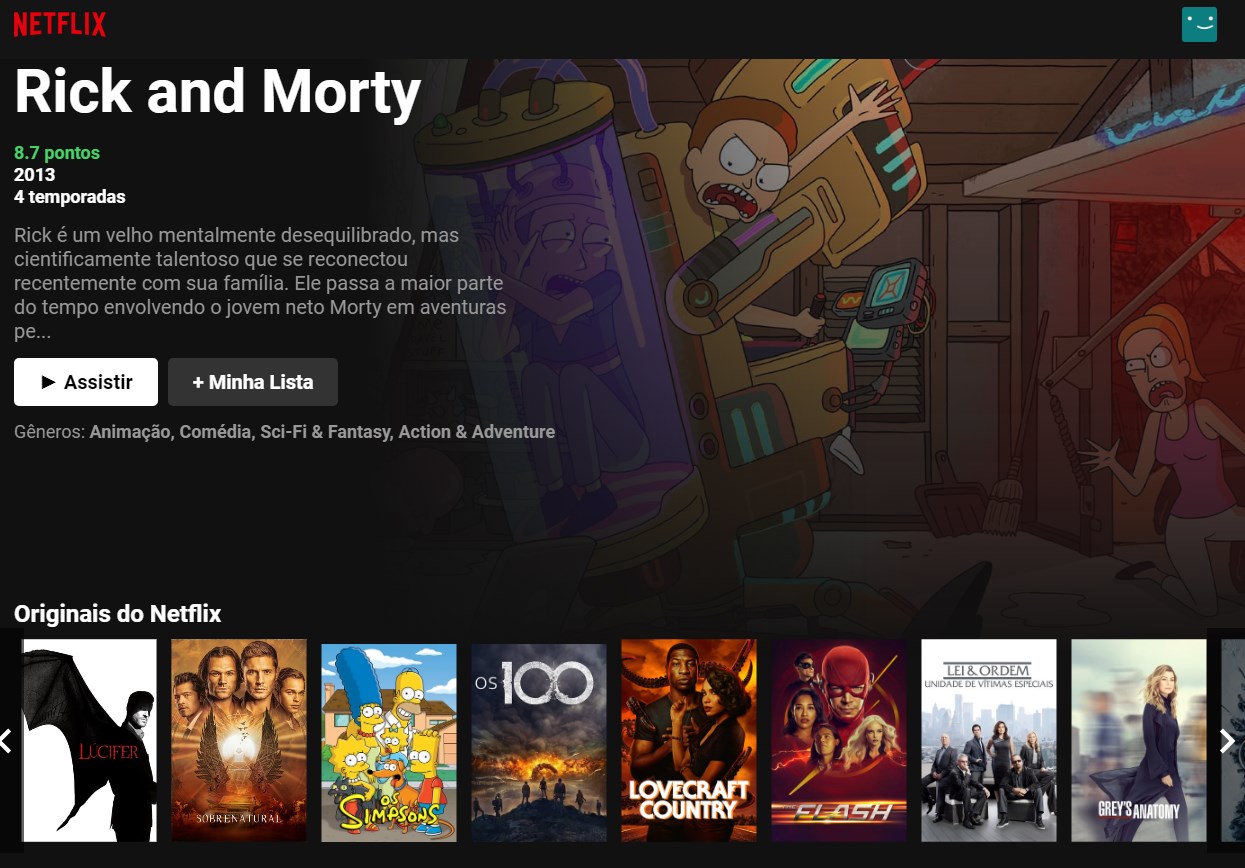 NETFLIX
Rick and Morty
8.7 pontos
2013
4 temporadas
Rick é um velho mentalmente desequilibrado, mas
cientificamente talentoso que se reconectou
recentemente com sua família. Ele passa a maior parte
do tempo envolvendo o jovem neto Morty em aventuras
pe...
► Assistir
+ Minha Lista
Gêneros: Animação, Comédia, Sci-Fi & Fantasy, Action & Adventure
Originais do Netflix
LUCIFER
SOBRENATURAL
OS SIMPSONS
OS 100
LOVECRAFT
COUNTRY
THE FLASH
LEI & ORDEM
UNIDADE DE VÍTIMAS ESPECIAIS
GREY'S ANATOMY